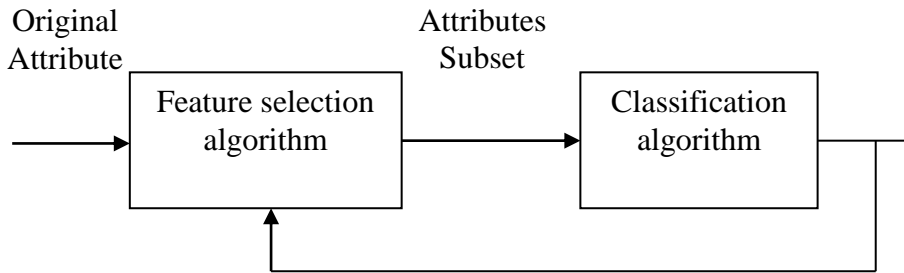 Original
Attribute
Attributes
Subset
Feature selection
algorithm
Classification
algorithm